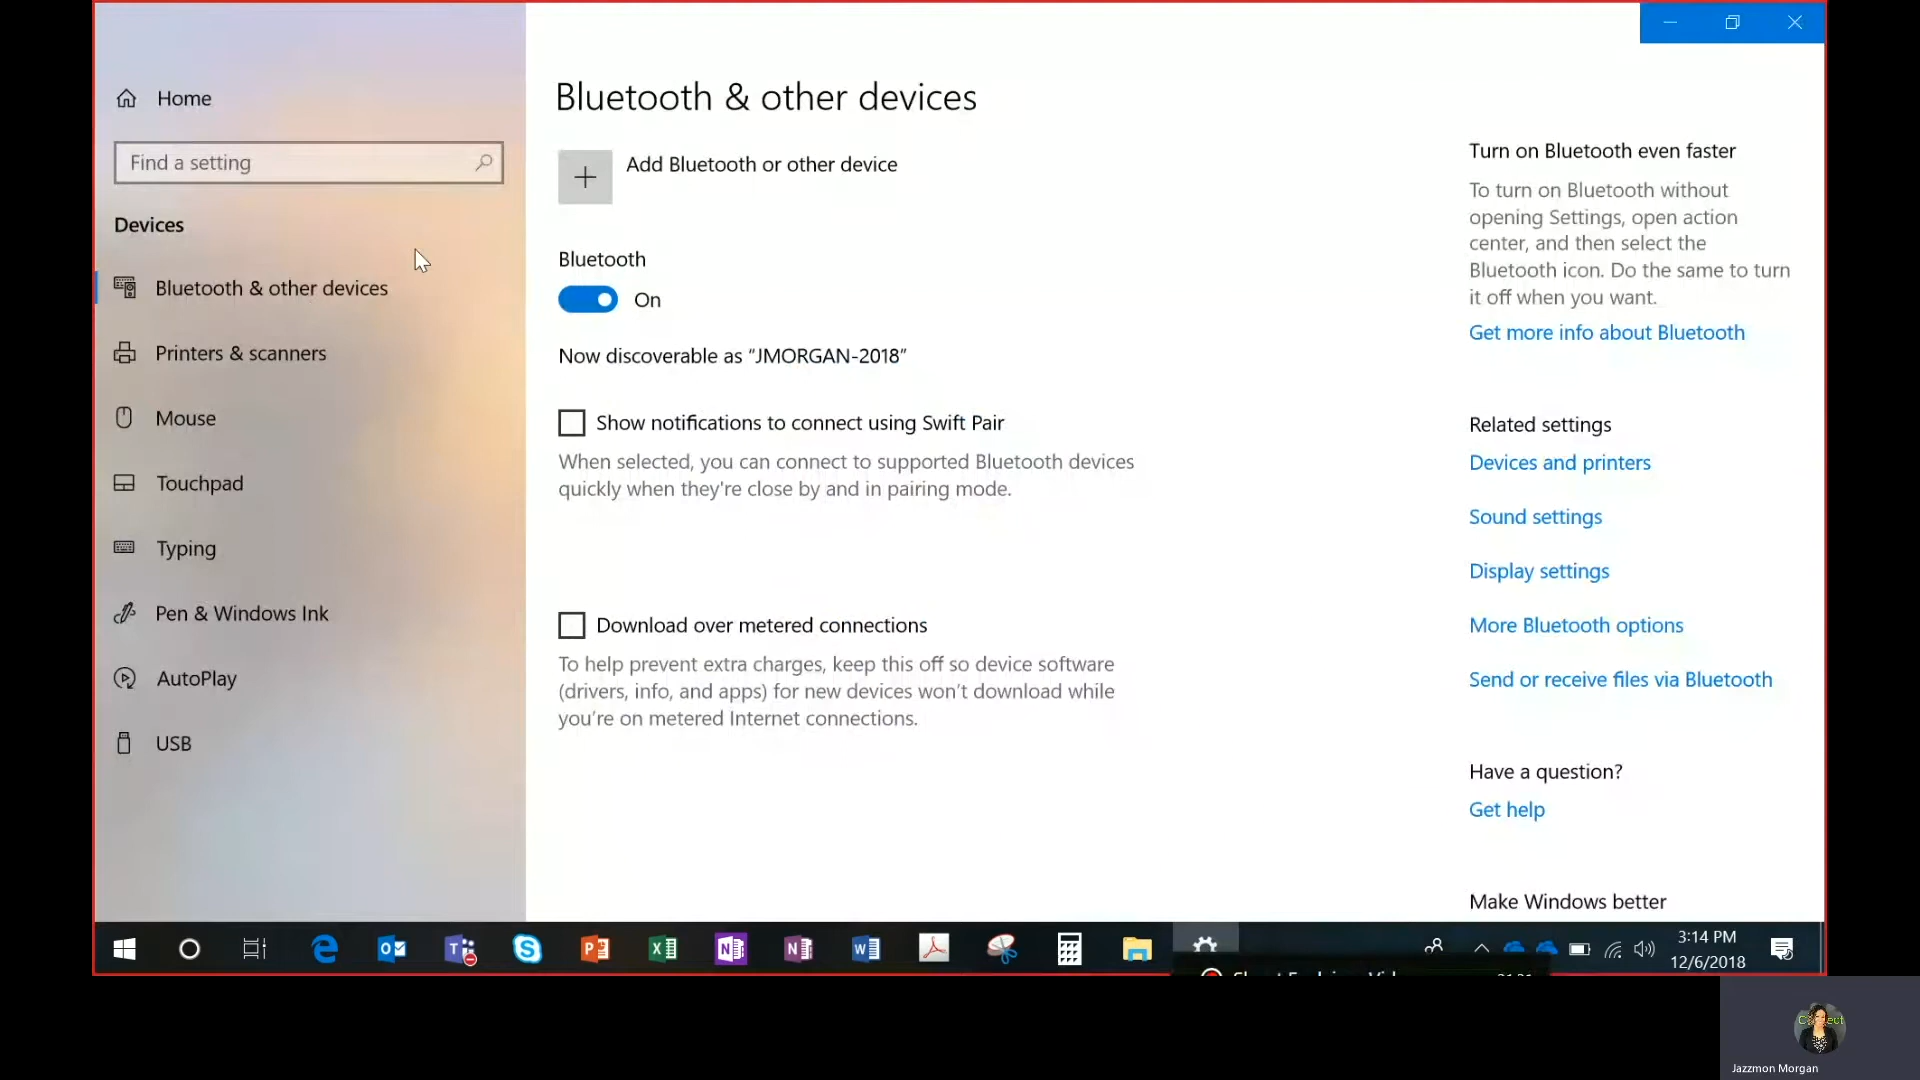 Home
Find a setting
Devices
Bluetooth & other devices
Printers & scanners
Mouse
Touchpad
Typing
Pen & Windows Ink
AutoPlay
USB
Bluetooth & other devices
Add Bluetooth or other device
Bluetooth
On
Now discoverable as “JMORGAN-2018”
Show notifications to connect using Swift Pair
When selected, you can connect to supported Bluetooth devices
quickly when they're close by and in pairing mode.
Download over metered connections
To help prevent extra charges, keep this off so device software
(drivers, info, and apps) for new devices won’t download while
you’re on metered Internet connections.
Turn on Bluetooth even faster
To turn on Bluetooth without
opening Settings, open action
center, and then select the
Bluetooth icon. Do the same to turn
it off when you want.
Get more info about Bluetooth
Related settings
Devices and printers
Sound settings
Display settings
More Bluetooth options
Send or receive files via Bluetooth
Have a question?
Get help
Make Windows better
3:14 PM
12/6/2018
Jazzmon Morgan